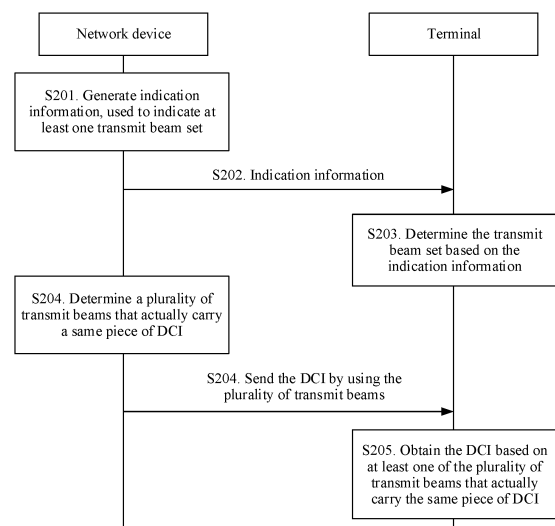 Network device
Terminal
S201. Generate indication
information, used to indicate at
least one transmit beam set
S202. Indication information
S203. Determine the transmit
beam set based on the
indication information
S204. Determine a plurality of
transmit beams that actually carry
a same piece of DCI
S204. Send the DCI by using the
plurality of transmit beams
S205. Obtain the DCI based on
at least one of the plurality of
transmit beams that actually
carry the same piece of DCI